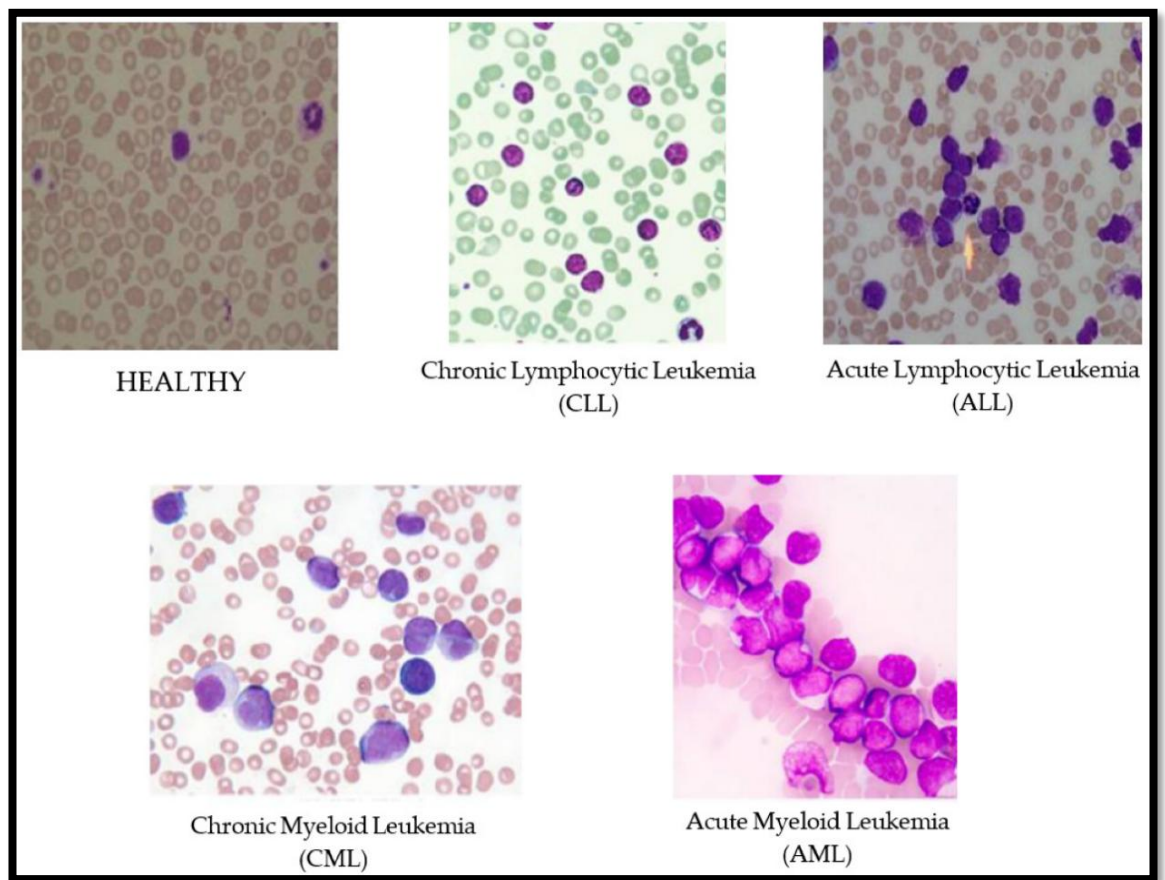 HEALTHY
Chronic Lymphocytic Leukemia
(CLL)
Acute Lymphocytic Leukemia
(ALL)
Chronic Myeloid Leukemia
(CML)
Acute Myeloid Leukemia
(AML)